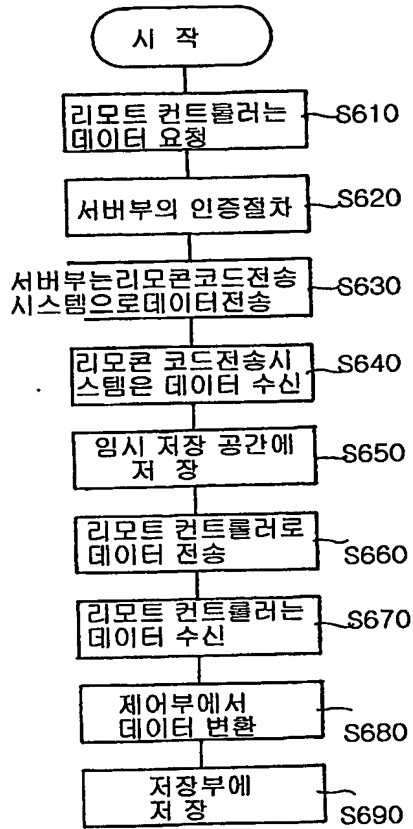 시 작
리모트 컨트롤러는
데이터 요청
S610
서버부의 인증절차
S620
서버부는리모콘코드전송
시스템으로데이터전송
S630
리모콘 코드전송시
스템은 데이터 수신
S640
임시 저장 공간에
저 장
S650
리모트 컨트롤러로
데이터 전송
S660
리모트 컨트롤러는
데이터 수신
S670
제어부에서
데이터 변환
S680
저장부에
저 장
S690